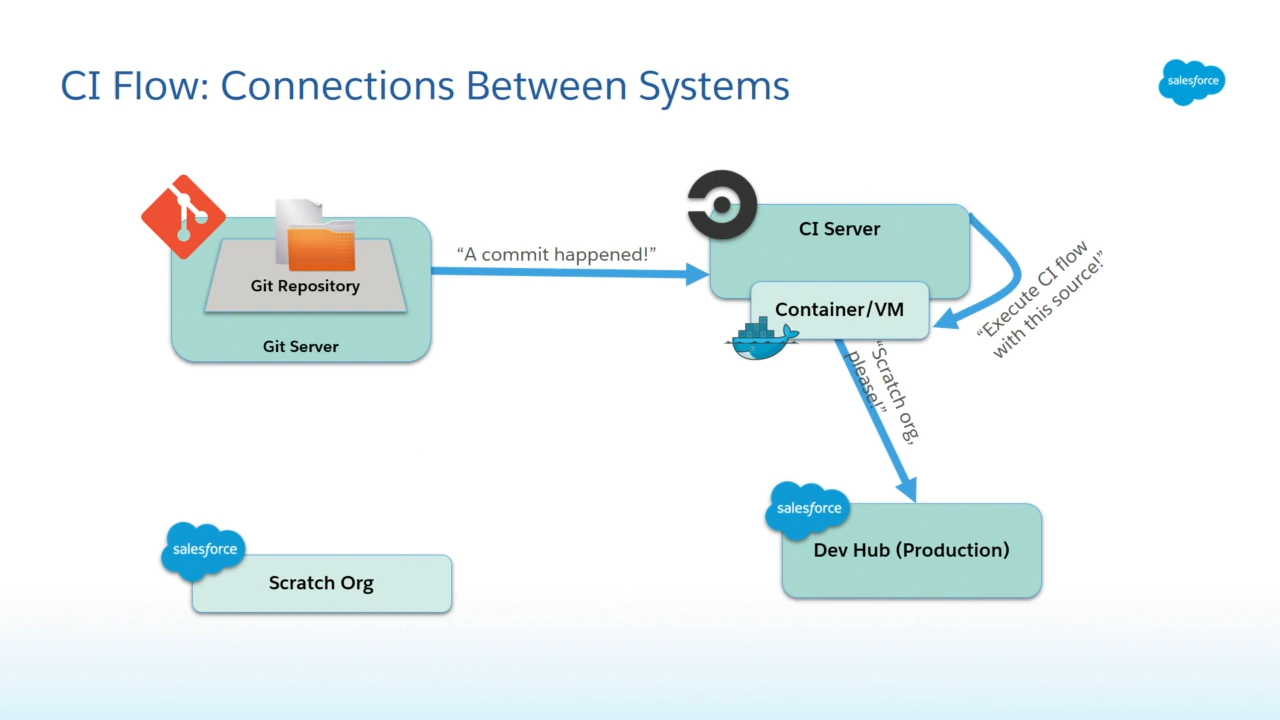 CI Flow: Connections Between Systems
salesforce
Git Repository
Git Server
“A commit happened!”
CI Server
Container/VM
“Execute CI flow
with this source!”
“Scratch org,
please!”
salesforce
Dev Hub (Production)
salesforce
Scratch Org